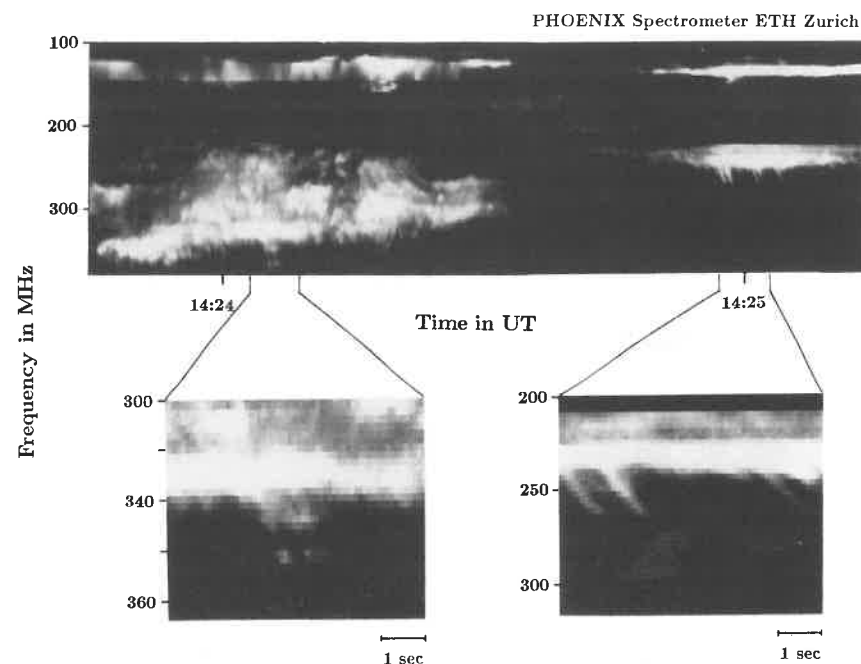 PHOENIX Spectrometer ETH Zurich
100
200
300
14:24
14:25
Time in UT
Frequency in MHz
300
340
360
1 sec
200
250
300
1 sec